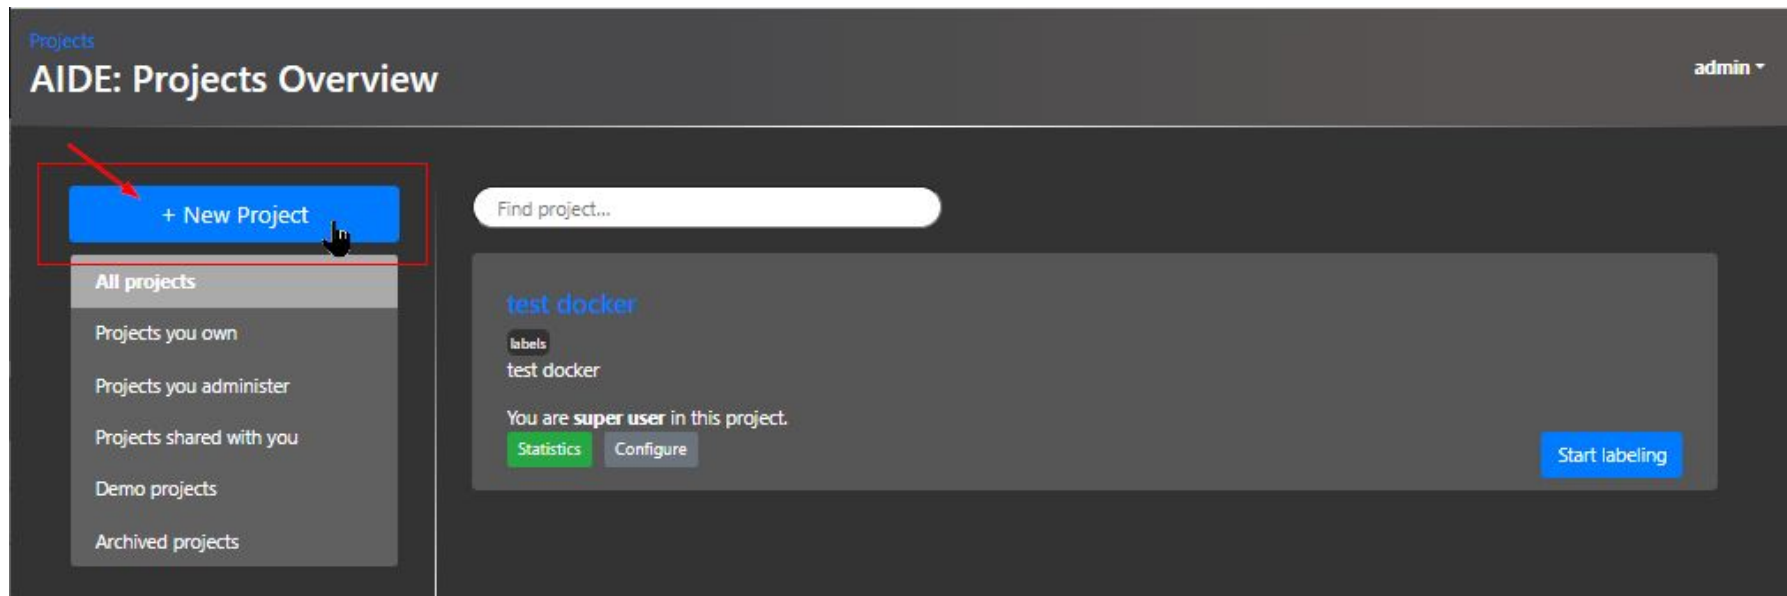 Projects
AIDE: Projects Overview
admin
+ New Project
All projects
Projects you own
Projects you administer
Projects shared with you
Demo projects
Archived projects
Find project...
test docker
labels
test docker
You are super user in this project.
Statistics Configure
Start labeling